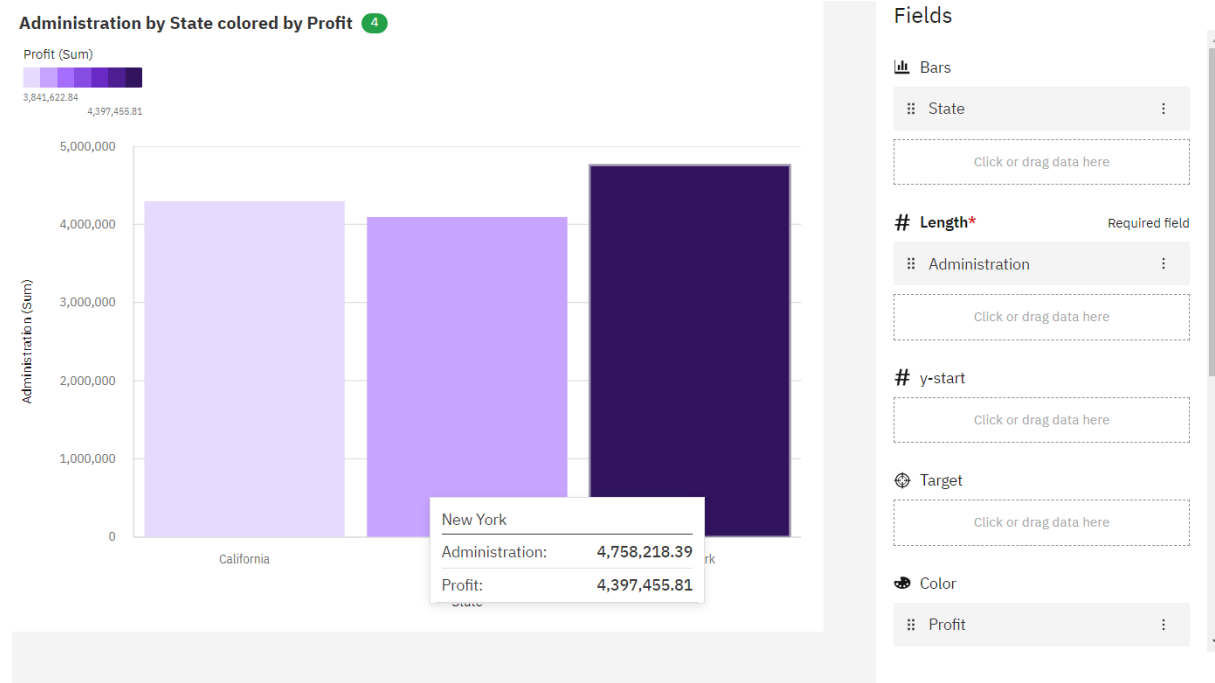 Administration by State colored by Profit 4
Profit (Sum)
3,841,622.84
4,397,455.81
5,000,000
4,000,000
3,000,000
2,000,000
1,000,000
0
Administration (Sum)
California
rk
State
New York
Administration: 4,758,218.39
Profit: 4,397,455.81
Fields
Bars
State
Click or drag data here
# Length* Required field
Administration
Click or drag data here
# y-start
Click or drag data here
Target
Click or drag data here
Color
Profit